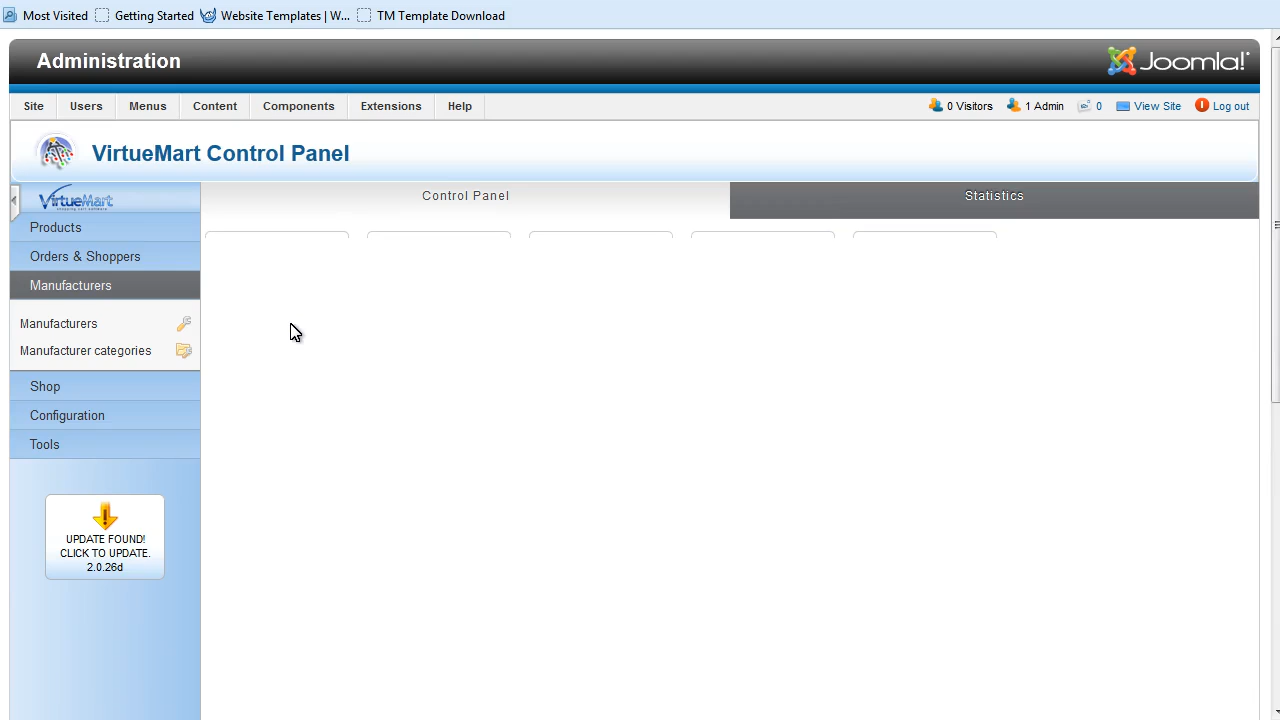 Most Visited Getting Started Website Templates | W... TM Template Download
Administration Joomla!
Site Users Menus Content Components Extensions Help 0 Visitors 1 Admin 0 View Site Log out
VirtueMart Control Panel
VirtueMart Control Panel Statistics
Products
Orders & Shoppers
Manufacturers
Manufacturers
Manufacturer categories
Shop
Configuration
Tools
UPDATE FOUND!
CLICK TO UPDATE.
2.0.26d